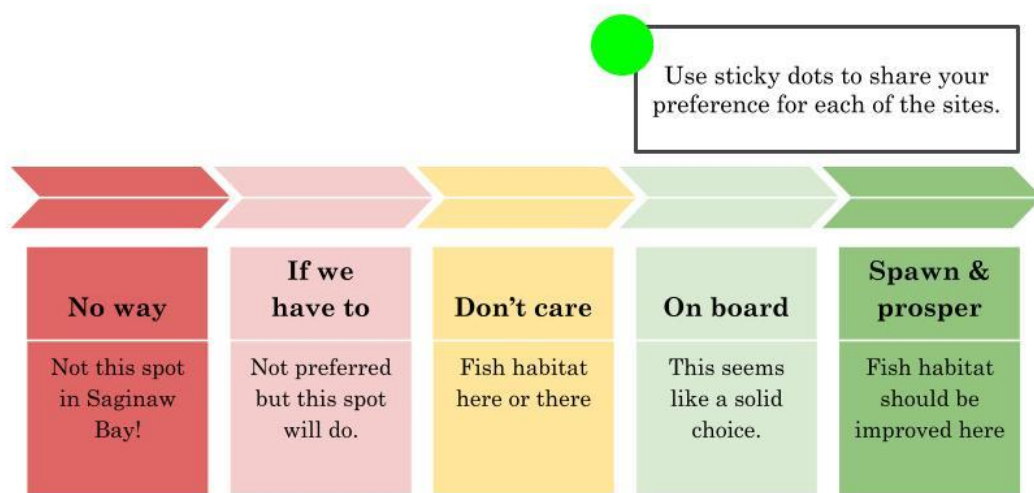 Use sticky dots to share your
preference for each of the sites.
No way
If we
have to
Don't care
On board
Spawn &
prosper
Not this spot
in Saginaw
Bay!
Not preferred
but this spot
will do.
Fish habitat
here or there
This seems
like a solid
choice.
Fish habitat
should be
improved here